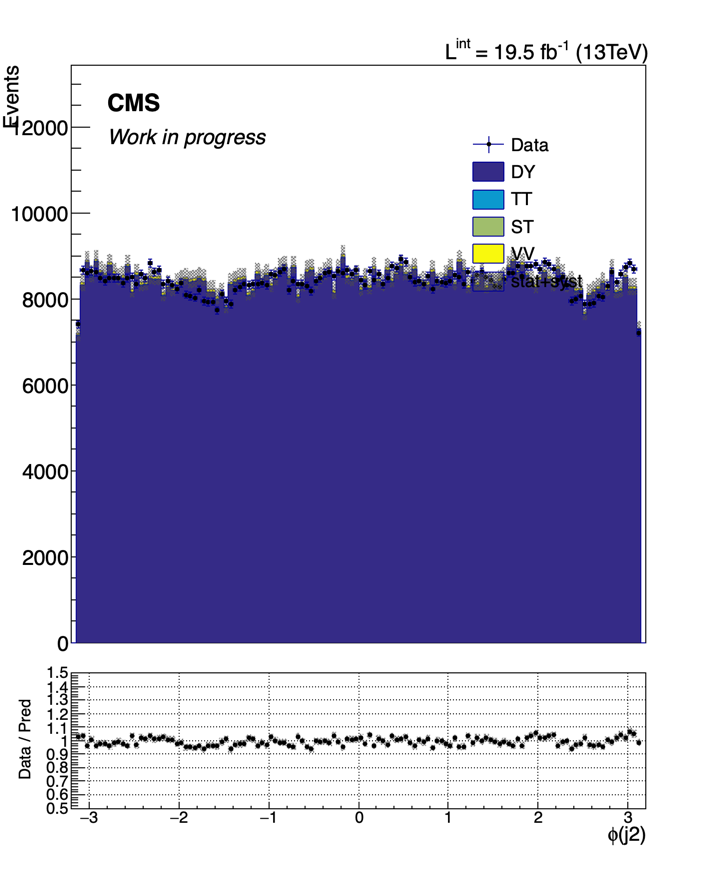 L^int = 19.5 fb^-1 (13TeV)
Events
CMS
Work in progress
Data
DY
TT
ST
VV
stat+syst
12000
10000
8000
6000
4000
2000
0
Data / Pred
1.5
1.4
1.3
1.2
1.1
1
0.9
0.8
0.7
0.6
0.5
−3 −2 −1 0 1 2 3
ϕ(j2)